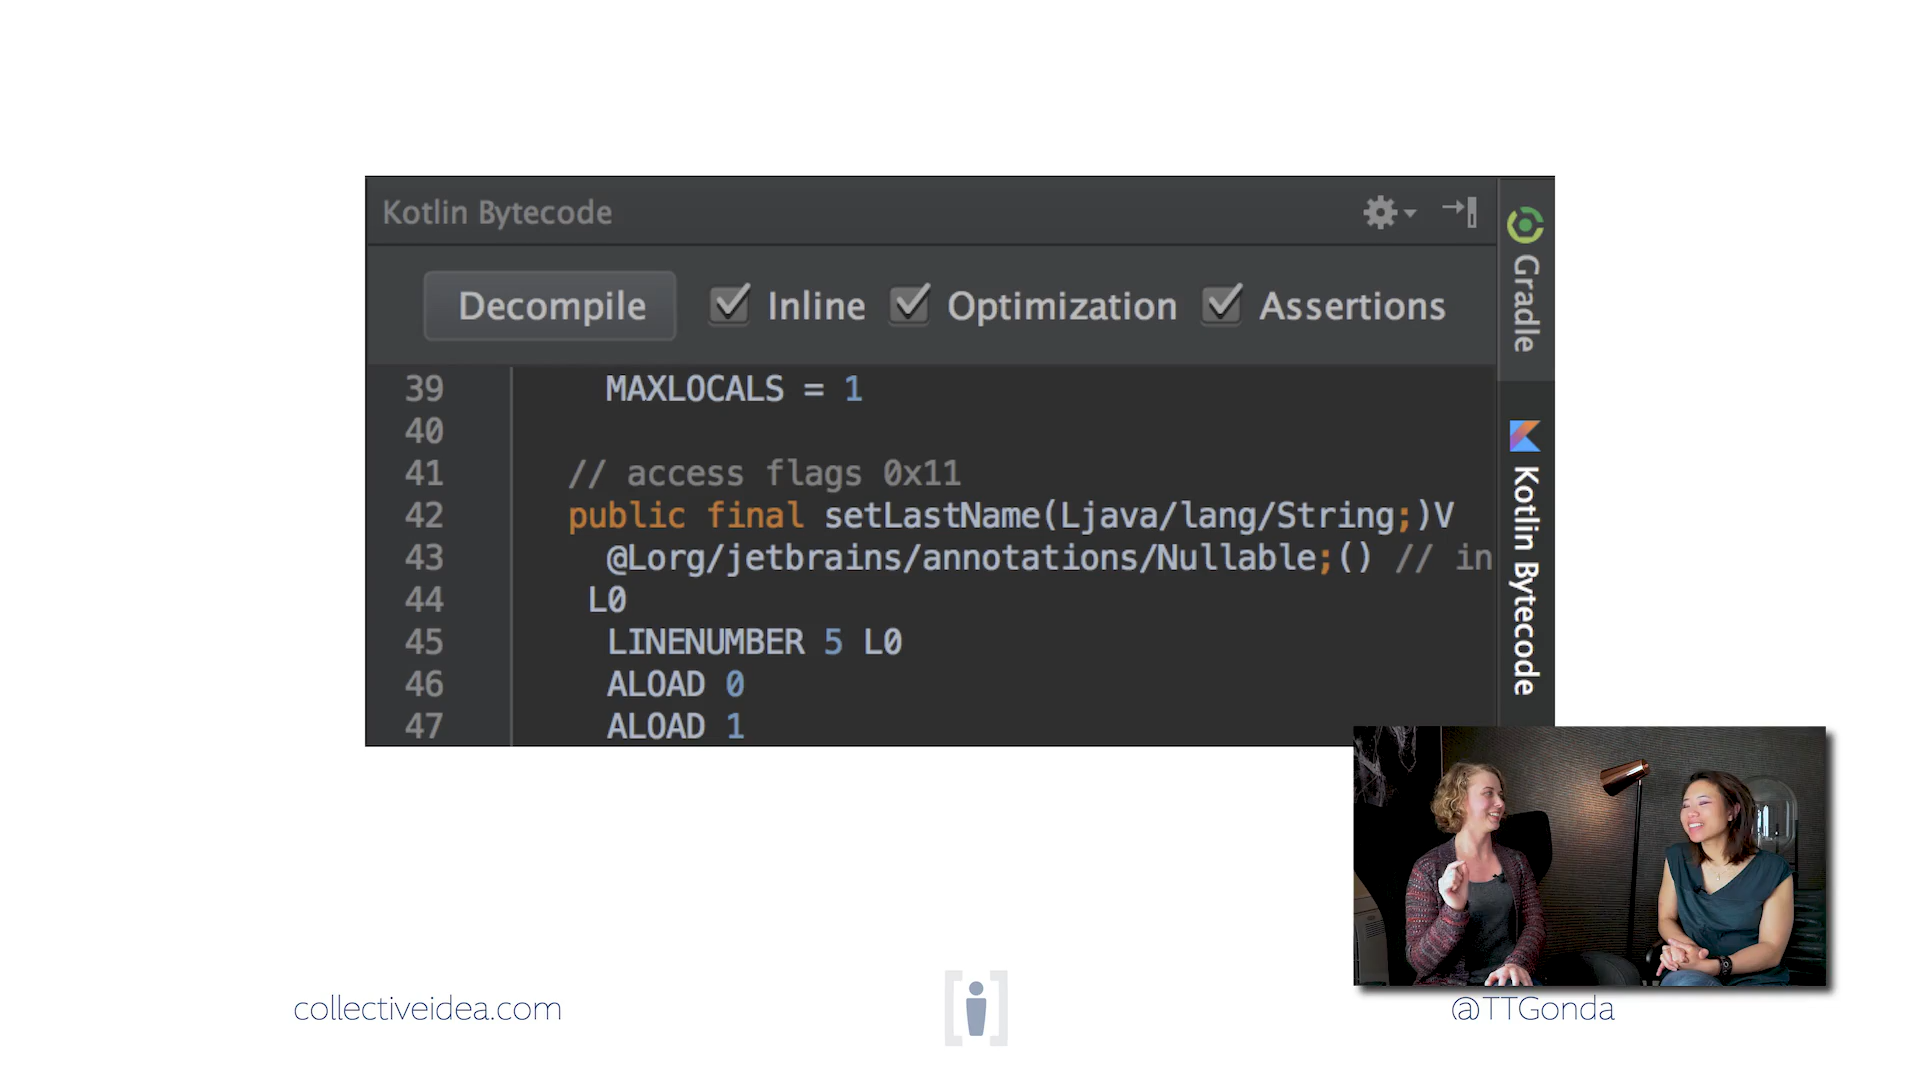 Kotlin Bytecode
Decompile Inline Optimization Assertions
39 MAXLOCALS = 1
40
41 // access flags 0x11
42 public final setLastName(Ljava/lang/String;)V
43 @Lorg/jetbrains/annotations/Nullable;() // in
44 L0
45 LINENUMBER 5 L0
46 ALOAD 0
47 ALOAD 1
Gradle
Kotlin Bytecode
collectiveidea.com
@TTGonda